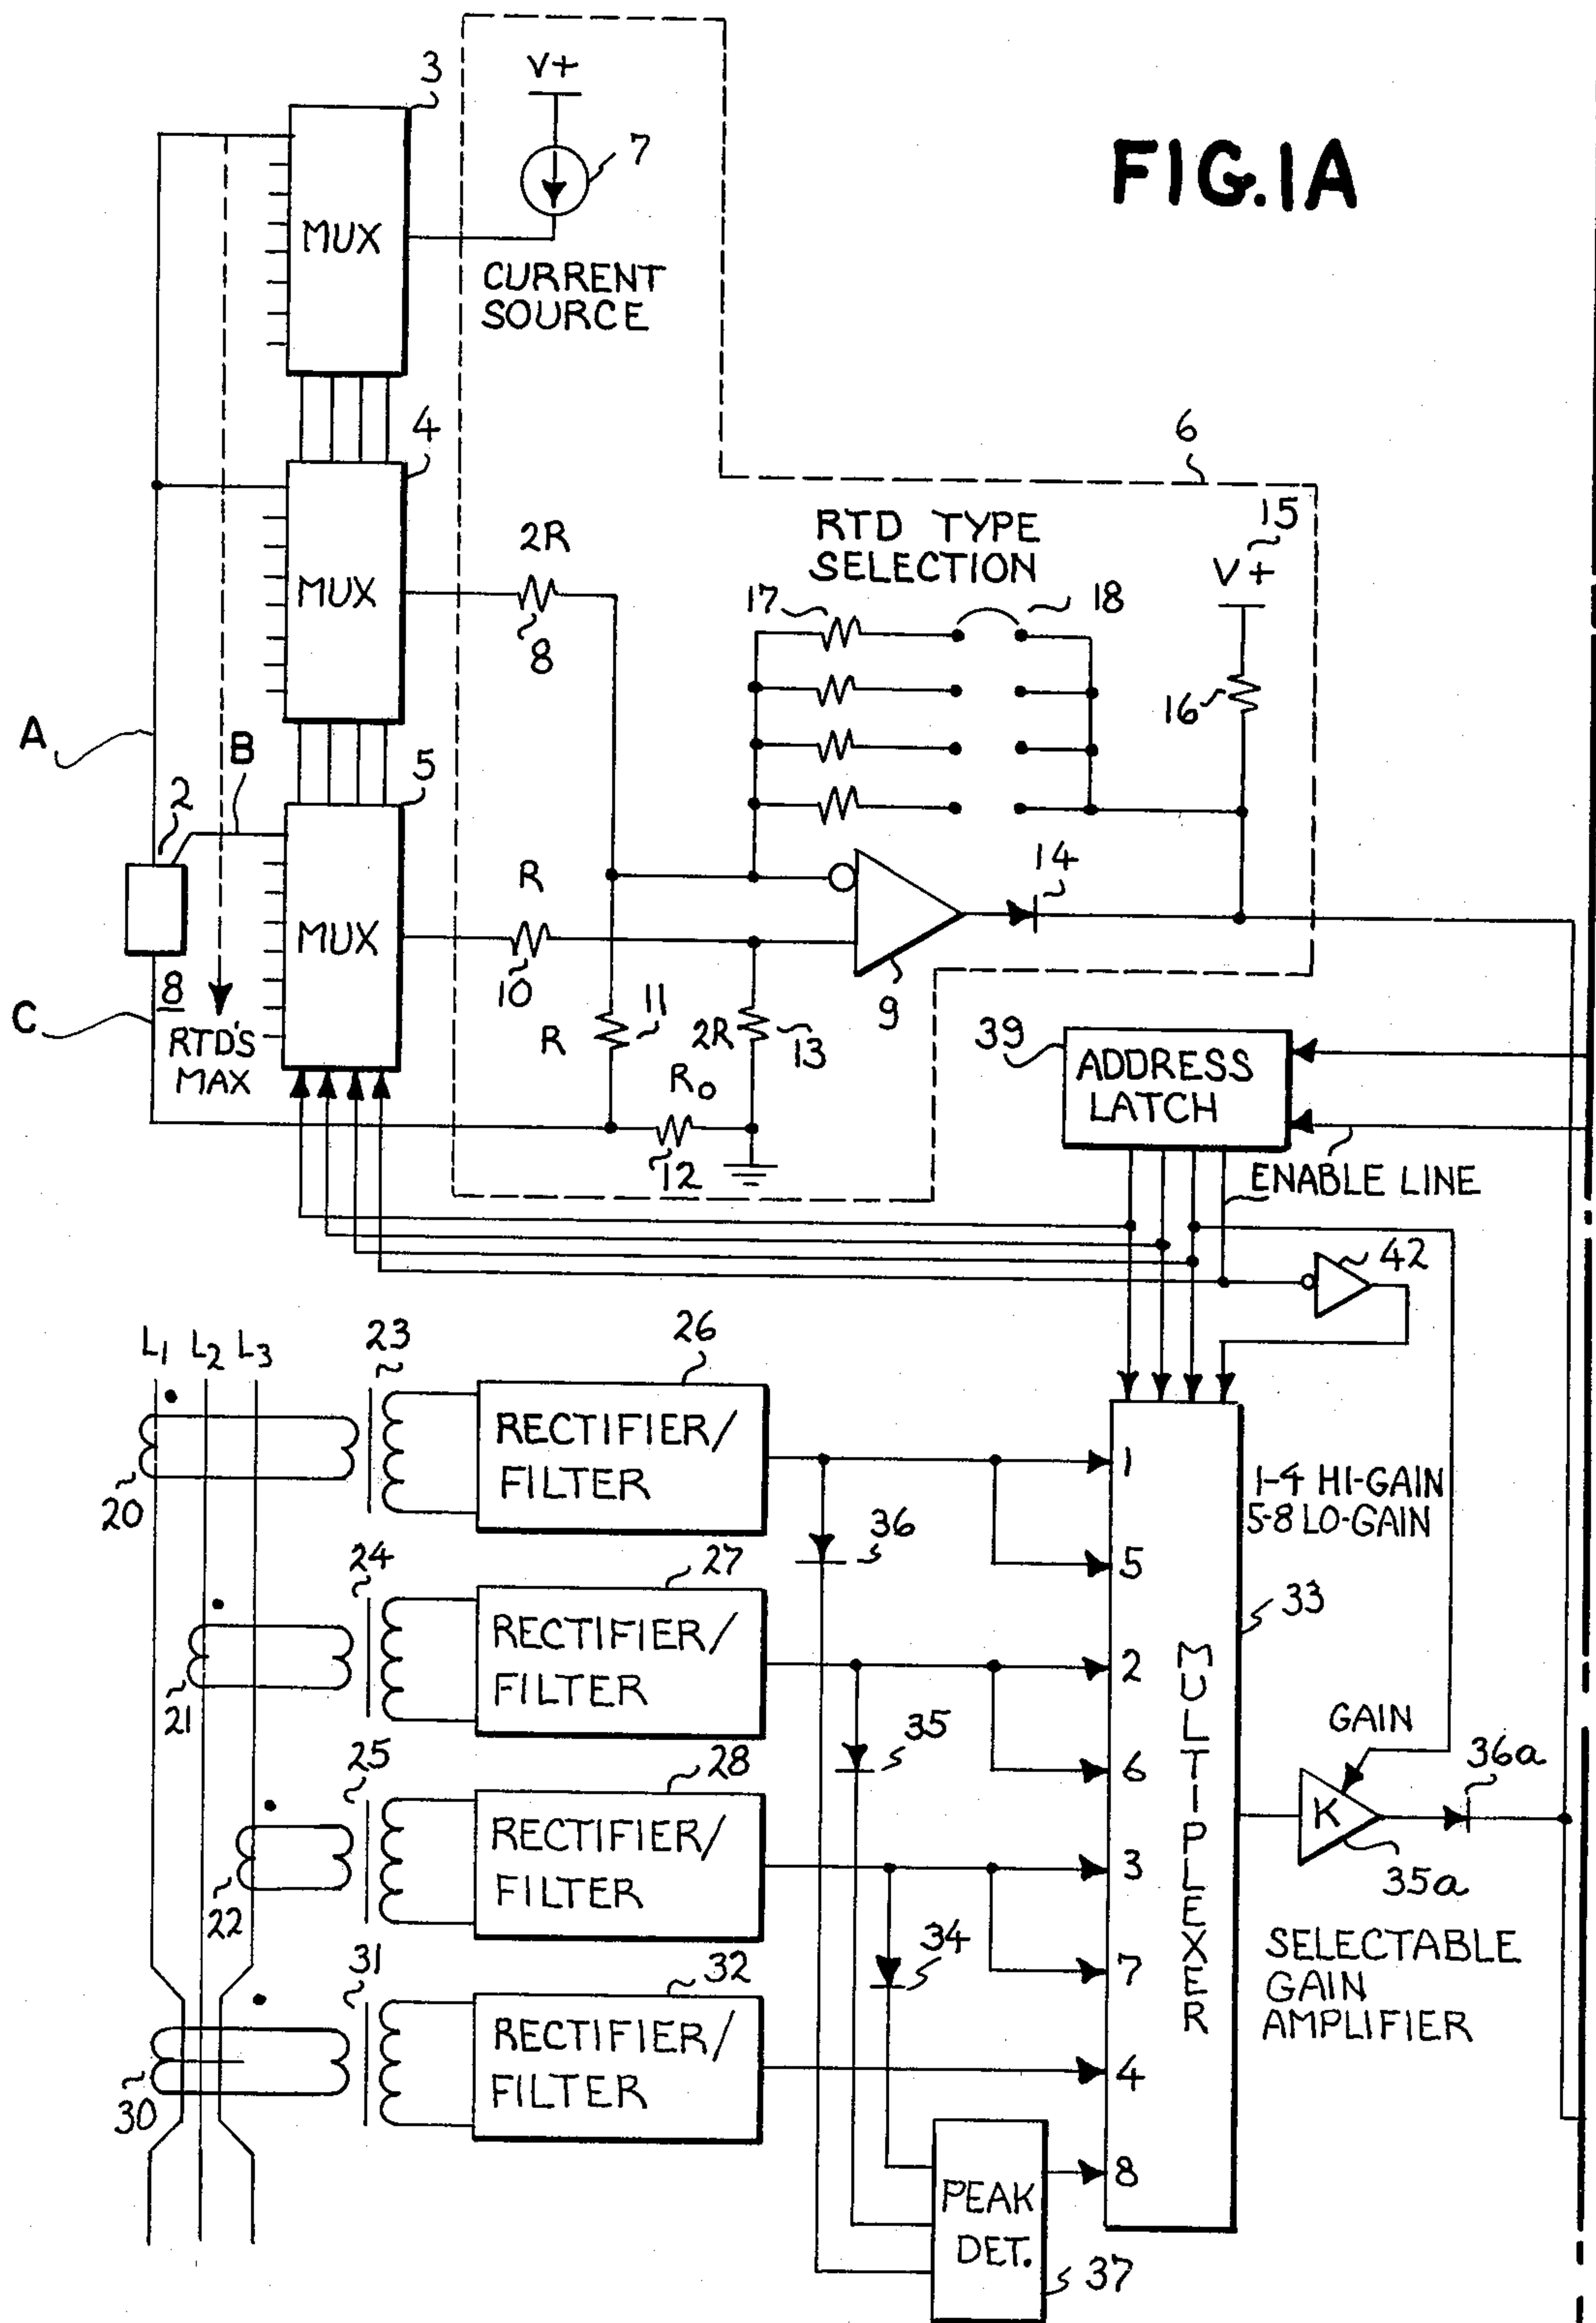 FIG.1A
3
V+
7
MUX
CURRENT
SOURCE
4
6
15
2R
RTD TYPE
SELECTION
V+
MUX
17
18
8
16
A
B
5
2
14
R
MUX
10
9
8
11
C
R
2R
13
39
RTD'S
MAX
R0
ADDRESS
LATCH
12
ENABLE LINE
42
L1 L2 L3
23
26
RECTIFIER/
FILTER
1
1-4 HI-GAIN
5-8 LO-GAIN
20
36
24
27
5
33
RECTIFIER/
FILTER
2
MULTIPLEXER
21
35
GAIN
25
28
6
36a
K
RECTIFIER/
FILTER
3
35a
22
34
SELECTABLE
GAIN
AMPLIFIER
31
32
7
RECTIFIER/
FILTER
4
30
8
PEAK
DET.
37